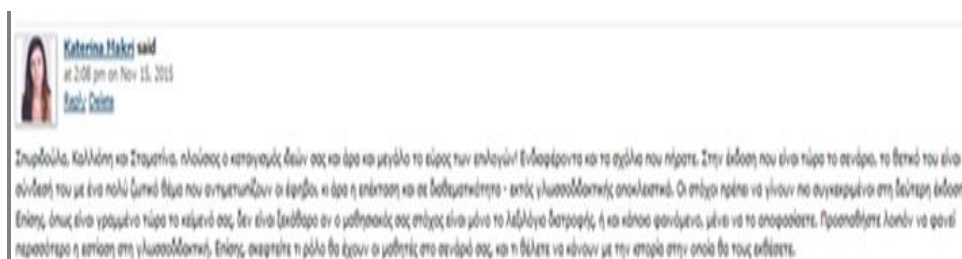 Katerina Makri said
at 2:08 pm on Nov 15, 2015
Reply Delete
Σπυριδούλα, Καλλιόπη και Σταματίνα, πλούσιος ο καταιγισμός ιδεών σας και άρα και μεγάλο το εύρος των επιλογών! Ενδιαφέροντα και τα σχόλια που πήρατε. Στην έκδοση που είναι τώρα το σενάριο, το θετικό του είναι
σύνδεσή του με ένα πολύ ζωτικό θέμα που αντιμετωπίζουν οι έφηβοι, κι άρα η επέκταση και σε διαθεματικότητα - εκτός γλωσσοδιδακτικής αποκλειστικά. Οι στόχοι πρέπει να γίνουν πιο συγκεκριμένοι στη δεύτερη έκδοση
Επίσης, όπως είναι γραμμένο τώρα το κείμενό σας, δεν είναι ξεκάθαρο αν ο μαθησιακός σας στόχος είναι μόνο το λεξιλόγιο διατροφής, ή και κάποιο φαινόμενο, μένει να το αποφασίσετε. Προσπαθήστε λοιπόν να φανεί
περισσότερο η εστίαση στη γλωσσοδιδακτική. Επίσης, σκεφτείτε τι ρόλο θα έχουν οι μαθητές στο σενάριό σας, και τι θέλετε να κάνουν με την ιστορία στην οποία θα τους εκθέσετε.